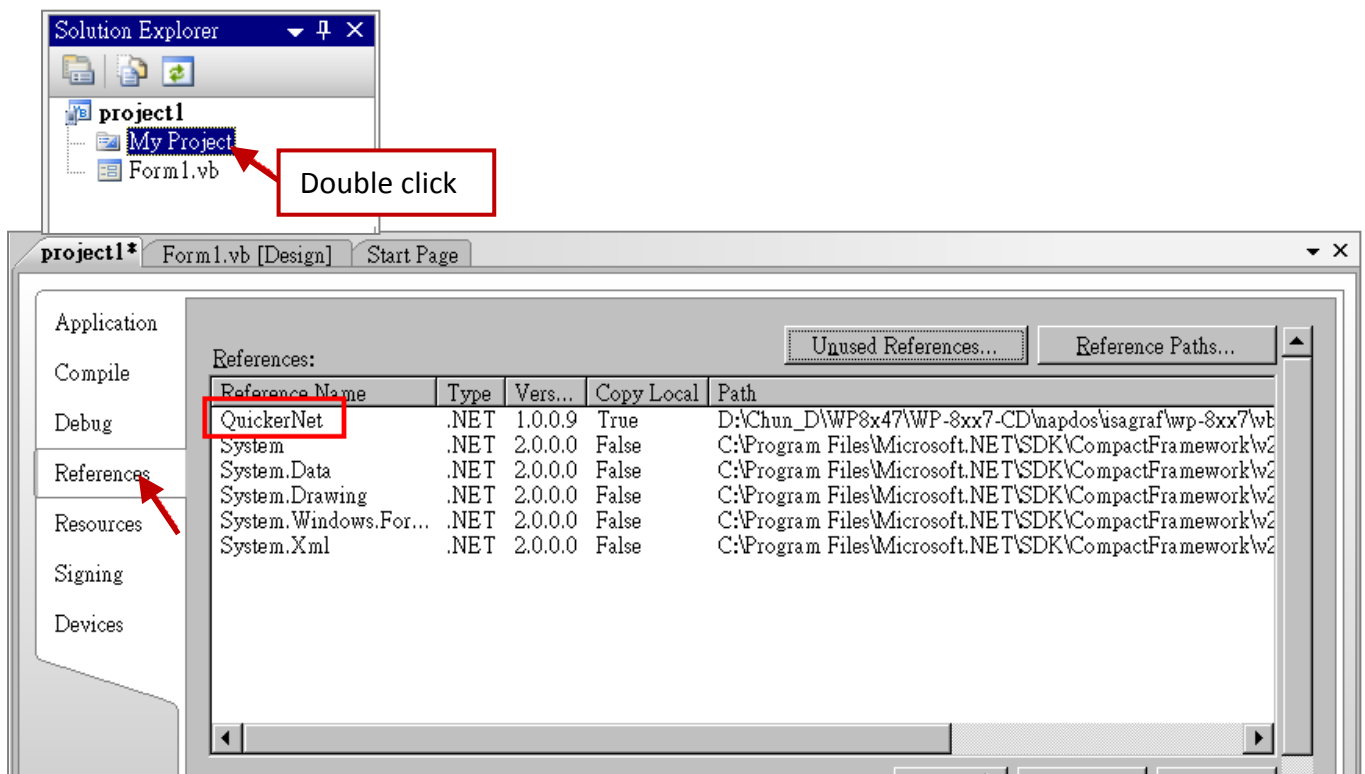 Solution Explorer
project1
My Project
Form1.vb
Double click
project1* Form1.vb [Design] Start Page
Application
Compile
Debug
References
Resources
Signing
Devices
Unused References... Reference Paths...
References:
Reference Name Type Vers... Copy Local Path
QuickerNet .NET 1.0.0.9 True D:\Chun_D\WP8x47\WP-8xx7-CD\napdos\isagraf\wp-8xx7\vb
System .NET 2.0.0.0 False C:\Program Files\Microsoft.NET\SDK\CompactFramework\v2
System.Data .NET 2.0.0.0 False C:\Program Files\Microsoft.NET\SDK\CompactFramework\v2
System.Drawing .NET 2.0.0.0 False C:\Program Files\Microsoft.NET\SDK\CompactFramework\v2
System.Windows.For... .NET 2.0.0.0 False C:\Program Files\Microsoft.NET\SDK\CompactFramework\v2
System.Xml .NET 2.0.0.0 False C:\Program Files\Microsoft.NET\SDK\CompactFramework\v2